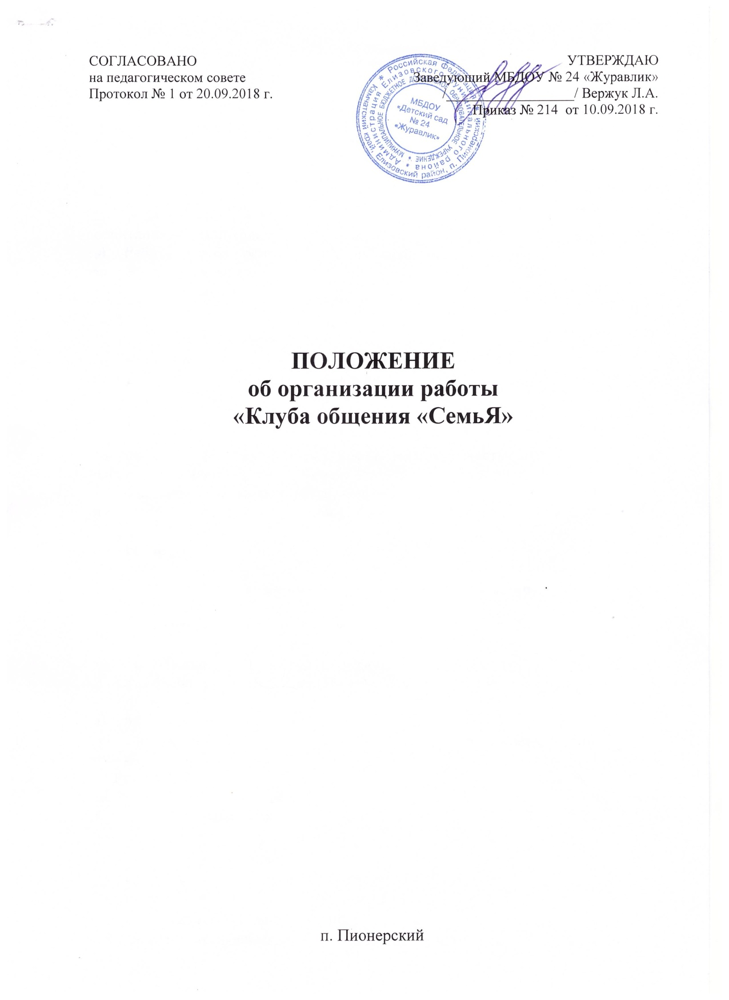 СОГЛАСОВАНО
на педагогическом совете
Протокол № 1 от 20.09.2018 г.
УТВЕРЖДАЮ
Заведующий МБДОУ № 24 «Журавлик»
/__________________/ Вержук Л.А.
Приказ № 214 от 10.09.2018 г.
Российская Федерация * Камчатский край, Елизовский район, п. Пионерский *
Администрация Елизовского муниципального района *
МУНИЦИПАЛЬНОЕ БЮДЖЕТНОЕ ДОШКОЛЬНОЕ ОБРАЗОВАТЕЛЬНОЕ УЧРЕЖДЕНИЕ *
МБДОУ
«Детский сад
№ 24
«Журавлик»
ПОЛОЖЕНИЕ
об организации работы
«Клуба общения «СемьЯ»
п. Пионерский